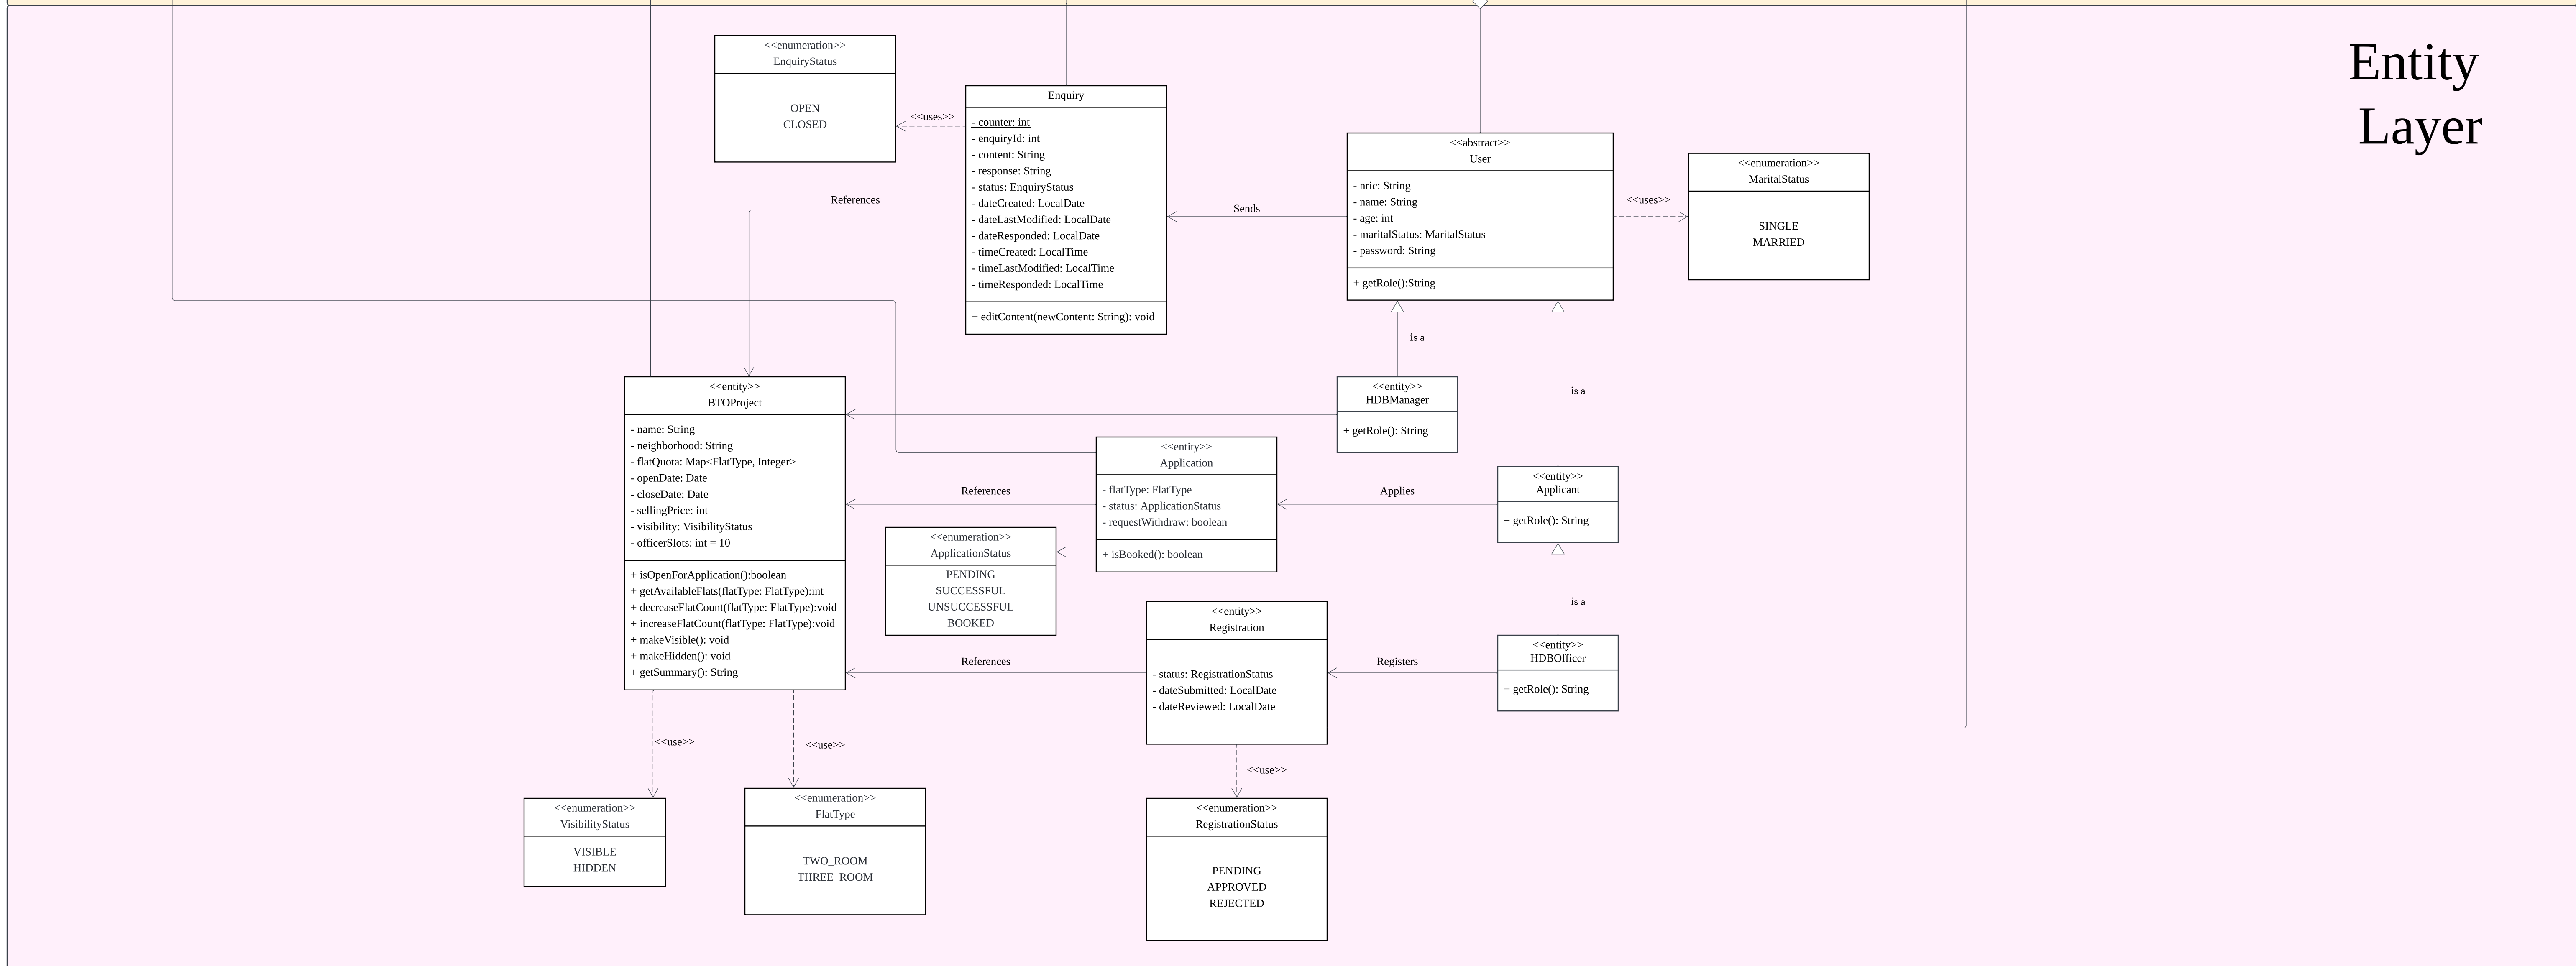 Entity
Layer
<<enumeration>>
EnquiryStatus
OPEN
CLOSED
<<uses>>
Enquiry
- counter: int
- enquiryId: int
- content: String
- response: String
- status: EnquiryStatus
- dateCreated: LocalDate
- dateLastModified: LocalDate
- dateResponded: LocalDate
- timeCreated: LocalTime
- timeLastModified: LocalTime
- timeResponded: LocalTime
+ editContent(newContent: String): void
References
Sends
<<abstract>>
User
- nric: String
- name: String
- age: int
- maritalStatus: MaritalStatus
- password: String
+ getRole():String
<<uses>>
<<enumeration>>
MaritalStatus
SINGLE
MARRIED
is a
is a
<<entity>>
BTOProject
- name: String
- neighborhood: String
- flatQuota: Map<FlatType, Integer>
- openDate: Date
- closeDate: Date
- sellingPrice: int
- visibility: VisibilityStatus
- officerSlots: int = 10
+ isOpenForApplication():boolean
+ getAvailableFlats(flatType: FlatType):int
+ decreaseFlatCount(flatType: FlatType):void
+ increaseFlatCount(flatType: FlatType):void
+ makeVisible(): void
+ makeHidden(): void
+ getSummary(): String
<<entity>>
HDBManager
+ getRole(): String
References
<<entity>>
Application
- flatType: FlatType
- status: ApplicationStatus
- requestWithdraw: boolean
+ isBooked(): boolean
Applies
<<entity>>
Applicant
+ getRole(): String
<<enumeration>>
ApplicationStatus
PENDING
SUCCESSFUL
UNSUCCESSFUL
BOOKED
is a
References
<<entity>>
Registration
- status: RegistrationStatus
- dateSubmitted: LocalDate
- dateReviewed: LocalDate
Registers
<<entity>>
HDBOfficer
+ getRole(): String
<<use>>
<<use>>
<<use>>
<<enumeration>>
VisibilityStatus
VISIBLE
HIDDEN
<<enumeration>>
FlatType
TWO_ROOM
THREE_ROOM
<<enumeration>>
RegistrationStatus
PENDING
APPROVED
REJECTED